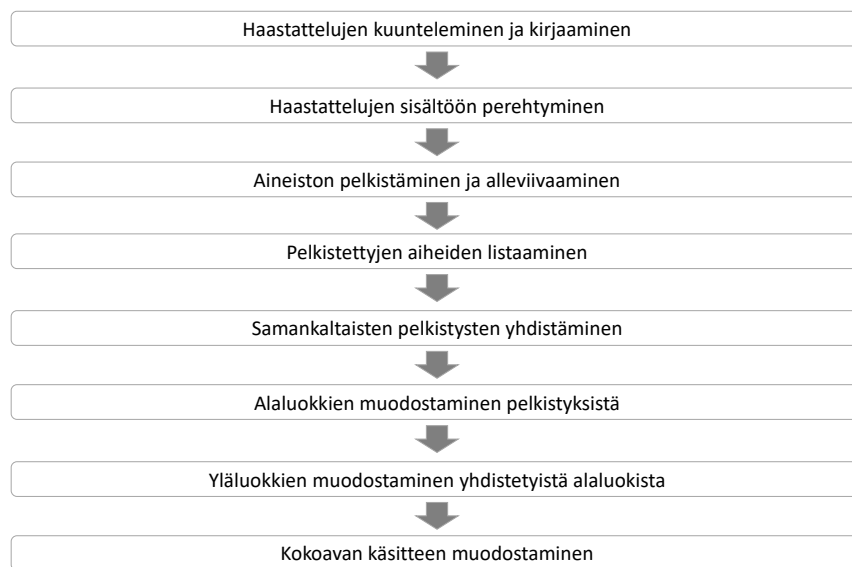 Haastattelujen kuunteleminen ja kirjaaminen
Haastattelujen sisältöön perehtyminen
Aineiston pelkistäminen ja alleviivaaminen
Pelkistettyjen aiheiden listaaminen
Samankaltaisten pelkistysten yhdistäminen
Alaluokkien muodostaminen pelkistyksistä
Yläluokkien muodostaminen yhdistetyistä alaluokista
Kokoavan käsitteen muodostaminen